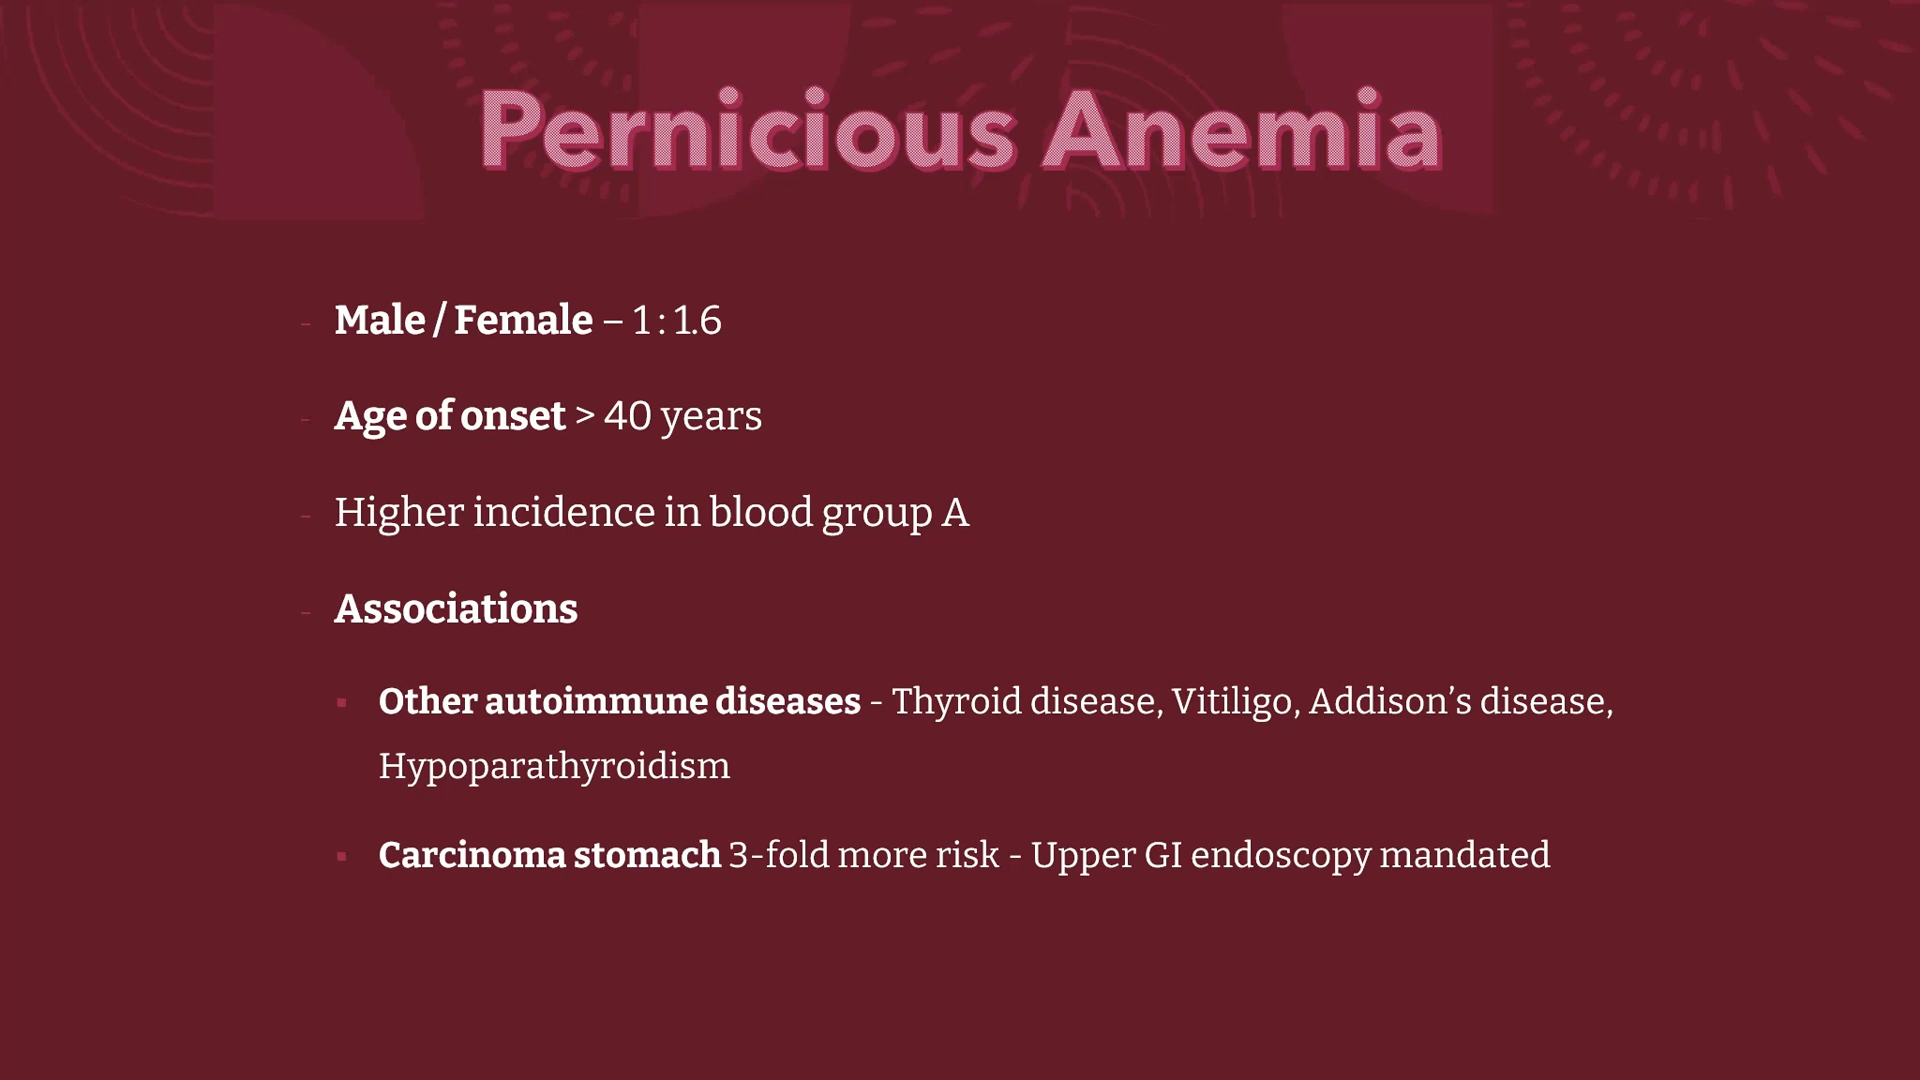 Pernicious Anemia
- Male / Female – 1 : 1.6
- Age of onset > 40 years
- Higher incidence in blood group A
- Associations
▪ Other autoimmune diseases - Thyroid disease, Vitiligo, Addison’s disease,
Hypoparathyroidism
▪ Carcinoma stomach 3-fold more risk - Upper GI endoscopy mandated